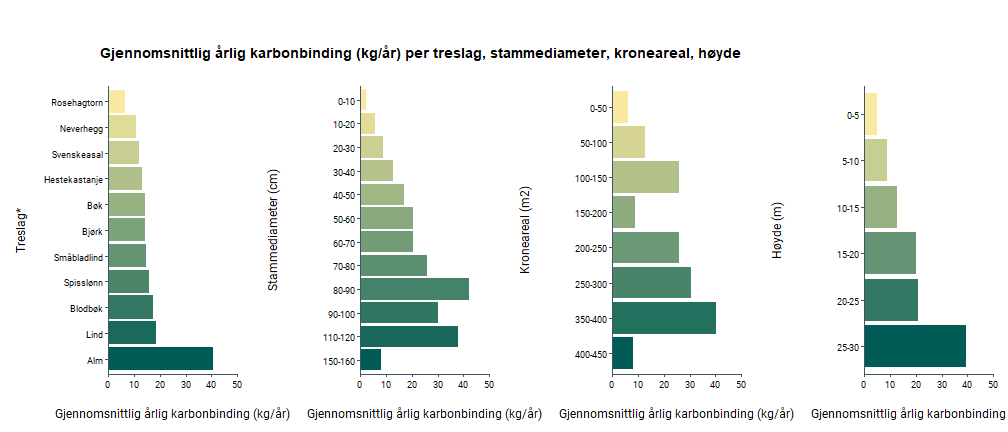 Gjennomsnittlig årlig karbonbinding (kg/år) per treslag, stammediameter, kroneareal, høyde
Treslag*
Rosehagtorn
Neverhegg
Svenskeasal
Hestekastanje
Bøk
Bjørk
Småbladlind
Spisslønn
Blodbøk
Lind
Alm
0 10 20 30 40 50
Gjennomsnittlig årlig karbonbinding (kg/år)
Stammediameter (cm)
0-10
10-20
20-30
30-40
40-50
50-60
60-70
70-80
80-90
90-100
110-120
150-160
0 10 20 30 40 50
Gjennomsnittlig årlig karbonbinding (kg/år)
Kroneareal (m2)
0-50
50-100
100-150
150-200
200-250
250-300
350-400
400-450
0 10 20 30 40 50
Gjennomsnittlig årlig karbonbinding (kg/år)
Høyde (m)
0-5
5-10
10-15
15-20
20-25
25-30
0 10 20 30 40 50
Gjennomsnittlig årlig karbonbinding